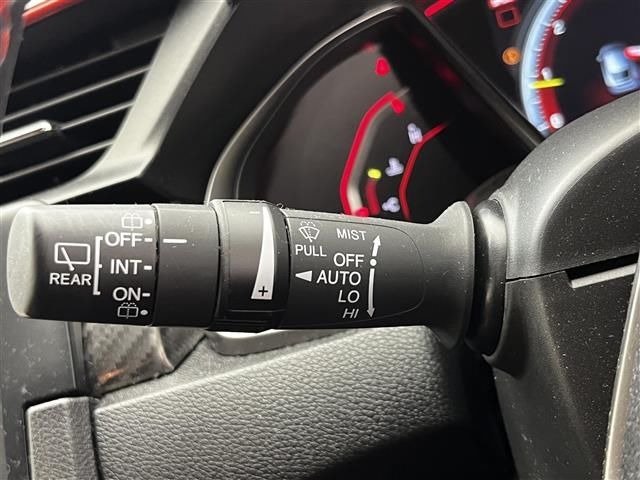 REAR
OFF
INT
ON
- +
PULL
MIST
OFF
AUTO
LO
HI